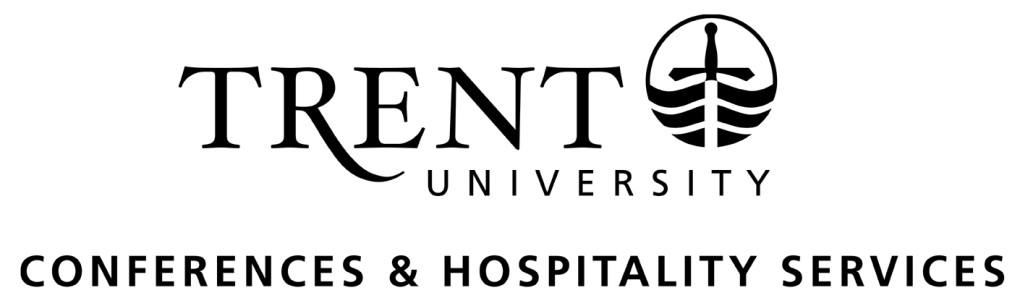 TRENT
UNIVERSITY
CONFERENCES & HOSPITALITY SERVICES